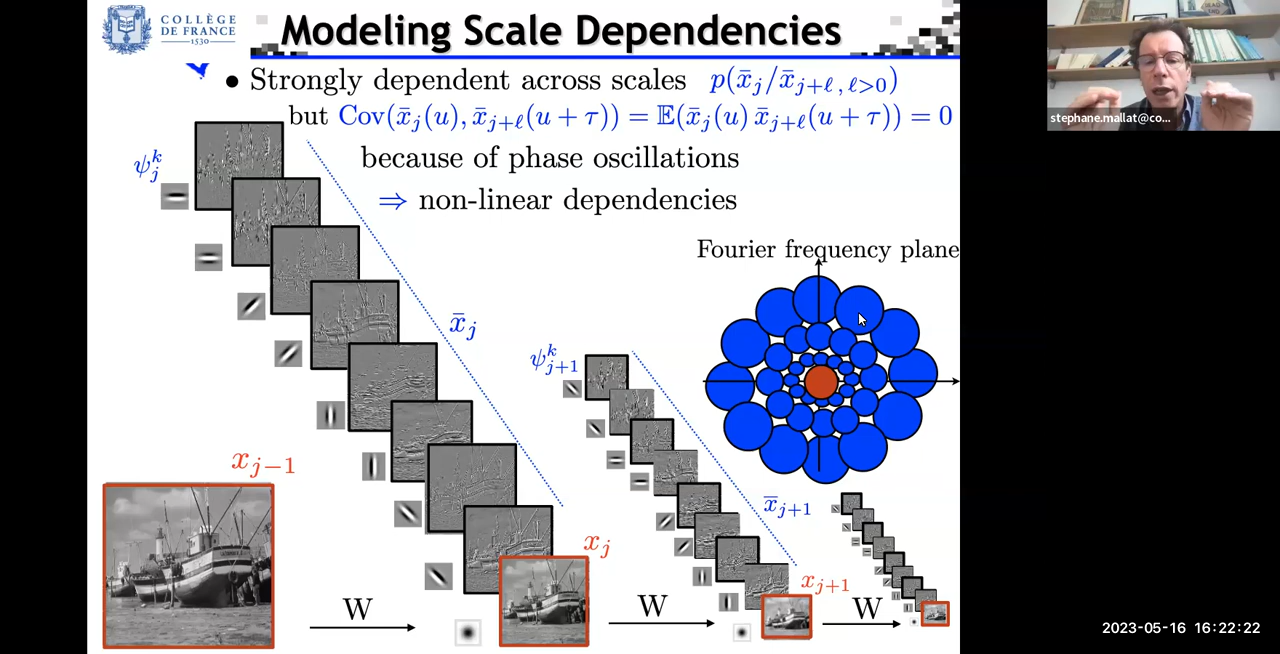 COLLÈGE
DE FRANCE
1530
Modeling Scale Dependencies
• Strongly dependent across scales p(x̄_j/x̄_{j+ℓ, ℓ>0})
but Cov(x̄_j(u), x̄_{j+ℓ}(u + τ)) = 𝔼(x̄_j(u) x̄_{j+ℓ}(u + τ)) = 0
because of phase oscillations
⇒ non-linear dependencies
ψ_j^k
Fourier frequency plane
x̄_j
ψ_{j+1}^k
x_{j-1}
x̄_{j+1}
x_j
x_{j+1}
W
W
W
stephane.mallat@co...
2023-05-16 16:22:22